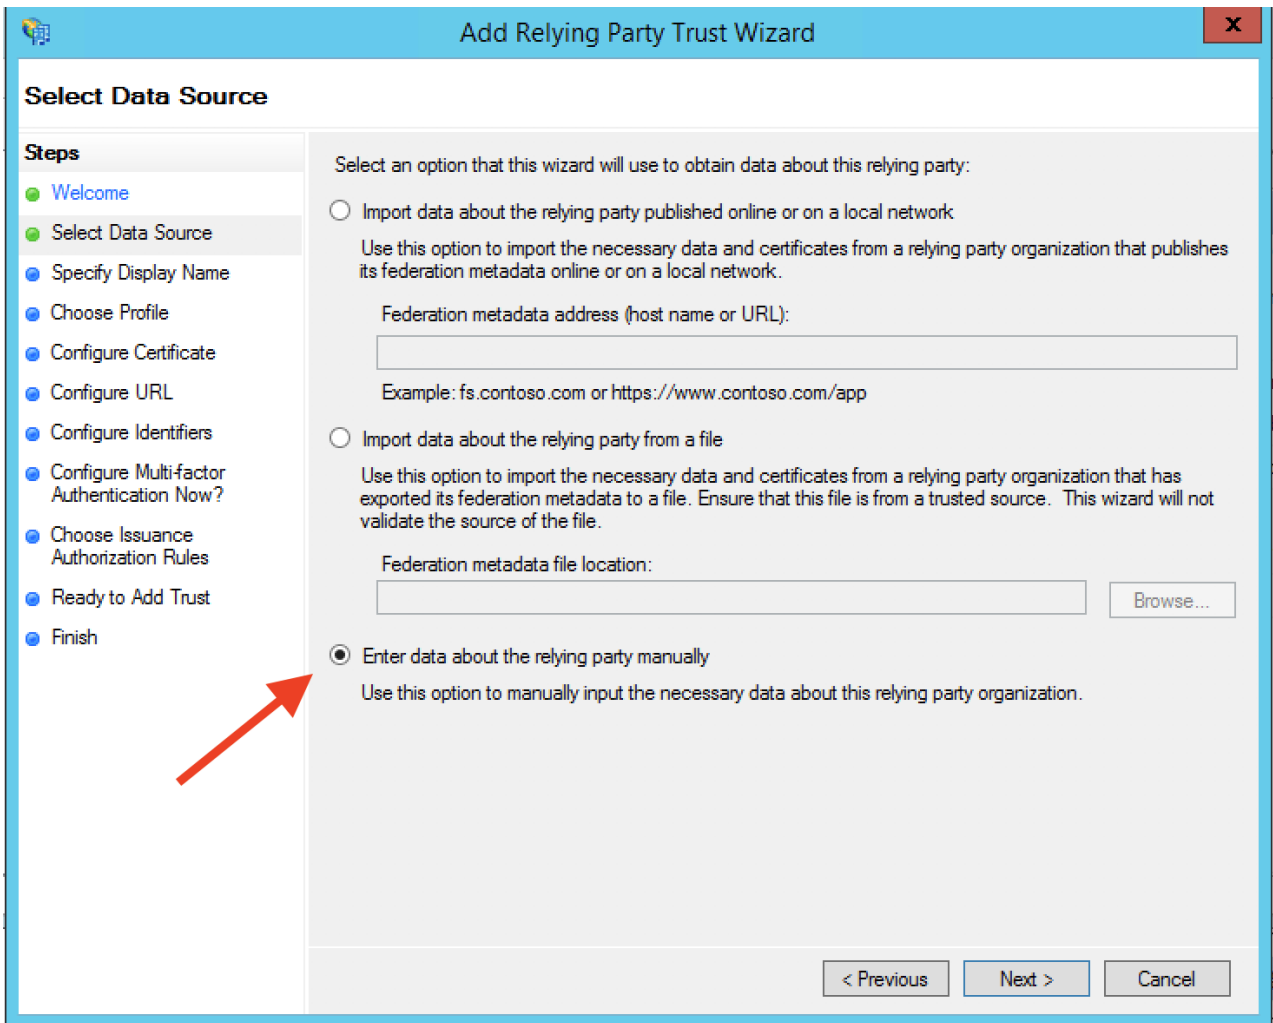 Add Relying Party Trust Wizard
X
Select Data Source
Steps
Welcome
Select Data Source
Specify Display Name
Choose Profile
Configure Certificate
Configure URL
Configure Identifiers
Configure Multi-factor
Authentication Now?
Choose Issuance
Authorization Rules
Ready to Add Trust
Finish
Select an option that this wizard will use to obtain data about this relying party:
Import data about the relying party published online or on a local network
Use this option to import the necessary data and certificates from a relying party organization that publishes
its federation metadata online or on a local network.
Federation metadata address (host name or URL):
Example: fs.contoso.com or https://www.contoso.com/app
Import data about the relying party from a file
Use this option to import the necessary data and certificates from a relying party organization that has
exported its federation metadata to a file. Ensure that this file is from a trusted source.  This wizard will not
validate the source of the file.
Federation metadata file location:
Browse...
Enter data about the relying party manually
Use this option to manually input the necessary data about this relying party organization.
< Previous
Next >
Cancel